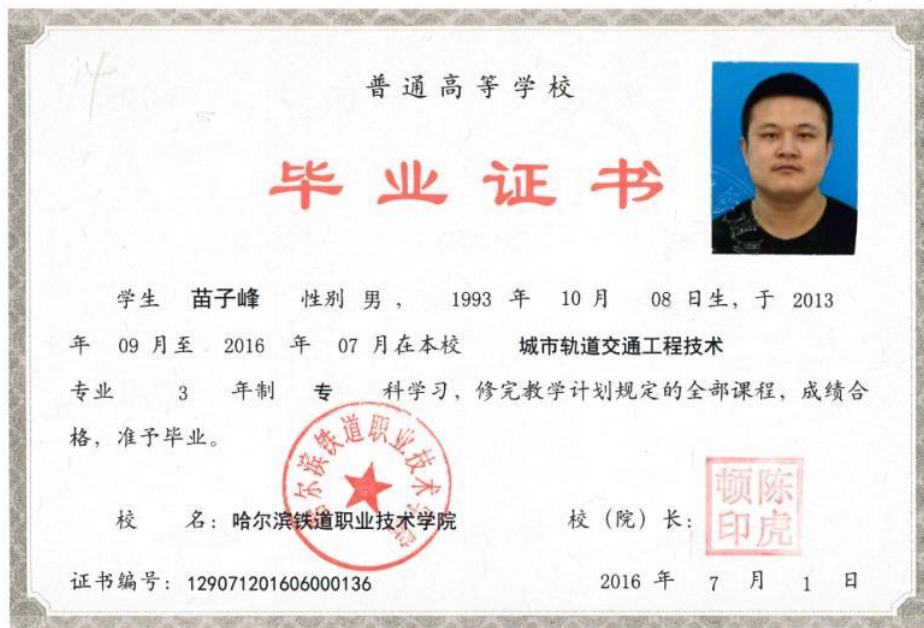 14
普通高等学校
毕业证书
学生 苗子峰 性别 男， 1993 年 10 月 08 日生，于 2013
年 09 月至 2016 年 07 月在本校 城市轨道交通工程技术
专业 3 年制 专 科学习，修完教学计划规定的全部课程，成绩合
格，准予毕业。
哈尔滨铁道职业技术学院
校 名：哈尔滨铁道职业技术学院
校（院）长：
陈虎
顿印
证书编号：129071201606000136
2016 年 7 月 1 日